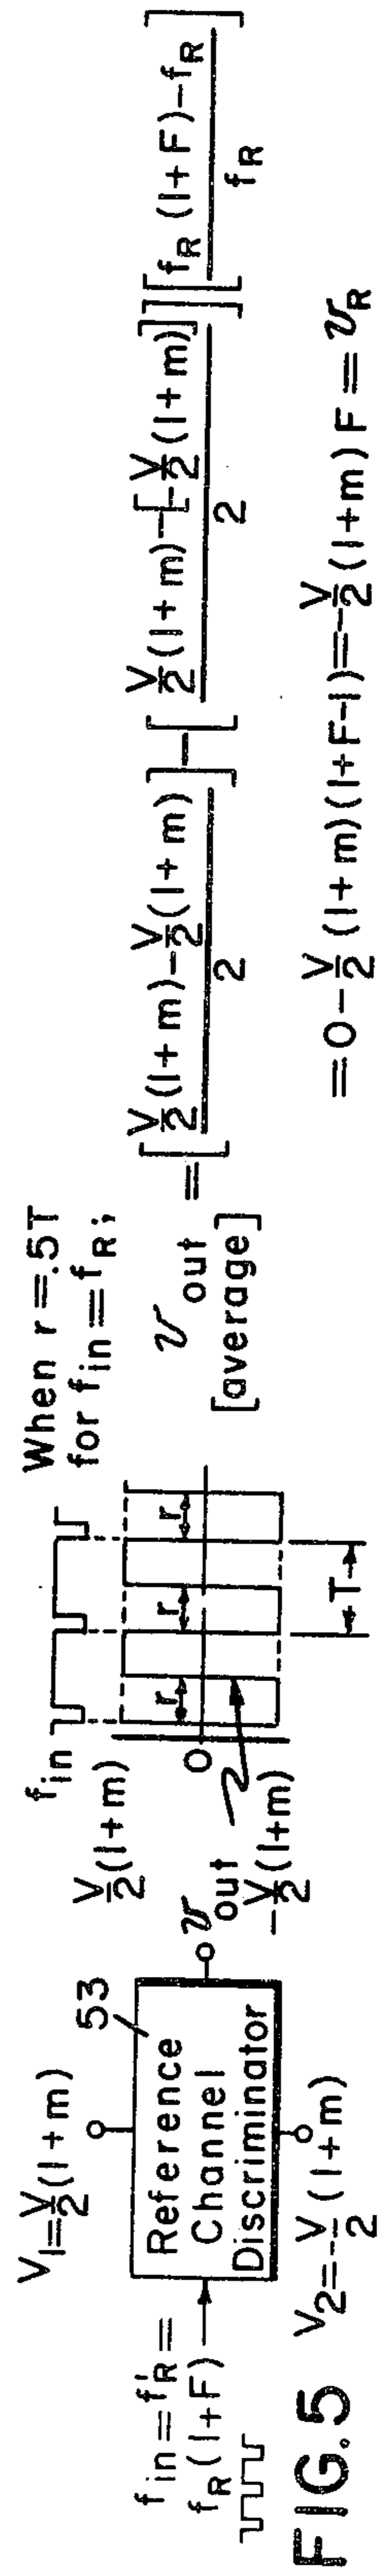 f_in = f'_R =
f_R (1+F)
V_1 = V/2 (1+m)
53
Reference
Channel
Discriminator
V_2 = -V/2 (1+m)
v_out
f_in
V/2 (1+m)
0
-V/2 (1+m)
r
r
r
T
When r = .5T
for f_in = f_R;
v_out [average] = [ (V/2 (1+m) - V/2 (1+m)) / 2 ] - [ (V/2 (1+m) - [-V/2 (1+m)]) / 2 ] [ (f_R (1+F) - f_R) / f_R ]
= 0 - V/2 (1+m)(1+F-1) = -V/2 (1+m) F = v_R
FIG. 5